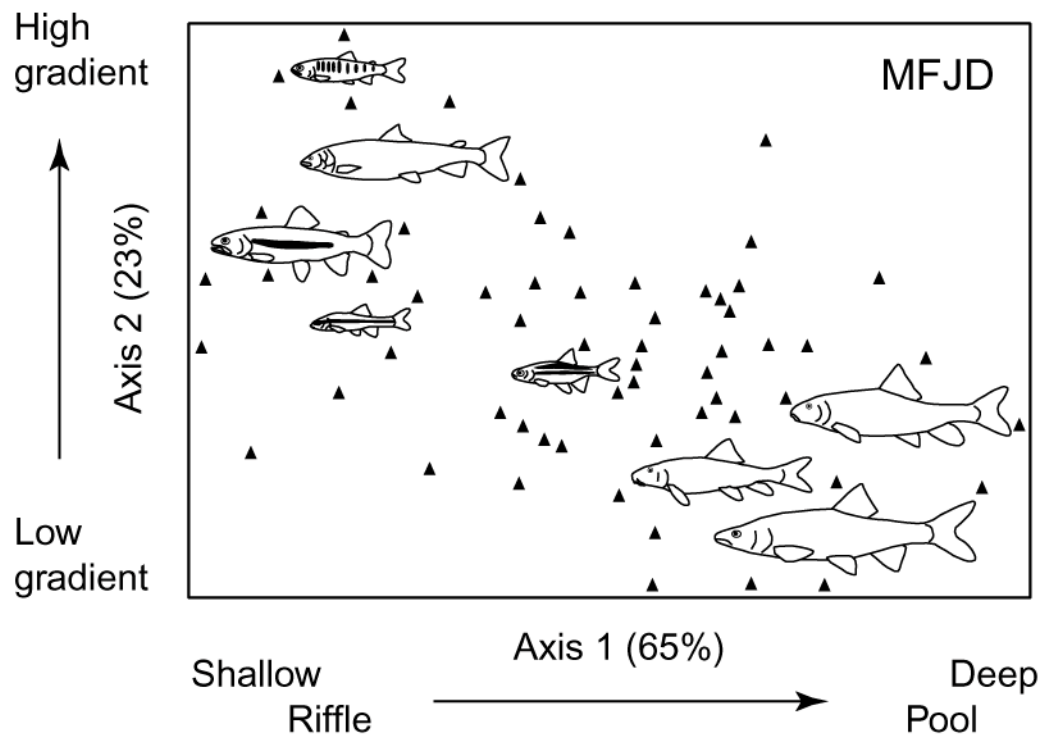 High
gradient
MFJD
Axis 2 (23%)
Low
gradient
Axis 1 (65%)
Shallow
Riffle
Deep
Pool